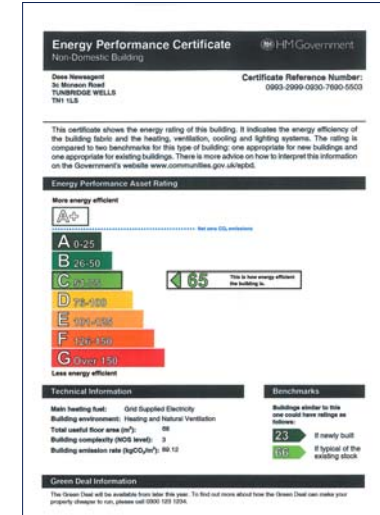 Energy Performance Certificate
HM Government
Non-Domestic Building
Dees Newsagent
3c Monson Road
TUNBRIDGE WELLS
TN1 1LS
Certificate Reference Number:
0993-2999-0930-7690-5503
This certificate shows the energy rating of this building. It indicates the energy efficiency of
the building fabric and the heating, ventilation, cooling and lighting systems. The rating is
compared to two benchmarks for this type of building: one appropriate for new buildings and
one appropriate for existing buildings. There is more advice on how to interpret this information
on the Government's website www.communities.gov.uk/epbd.
Energy Performance Asset Rating
More energy efficient
A+
Net zero CO₂ emissions
A 0-25
B 26-50
C 51-75
65
This is how energy efficient
the building is.
D 76-100
E 101-125
F 126-150
G Over 150
Less energy efficient
Technical Information
Main heating fuel: Grid Supplied Electricity
Building environment: Heating and Natural Ventilation
Total useful floor area (m²): 68
Building complexity (NOS level): 3
Building emission rate (kgCO₂/m²): 89.12
Benchmarks
Buildings similar to this
one could have ratings as
follows:
23 If newly built
66 If typical of the
existing stock
Green Deal Information
The Green Deal will be available from later this year. To find out more about how the Green Deal can make your
property cheaper to run, please call 0300 123 1234.